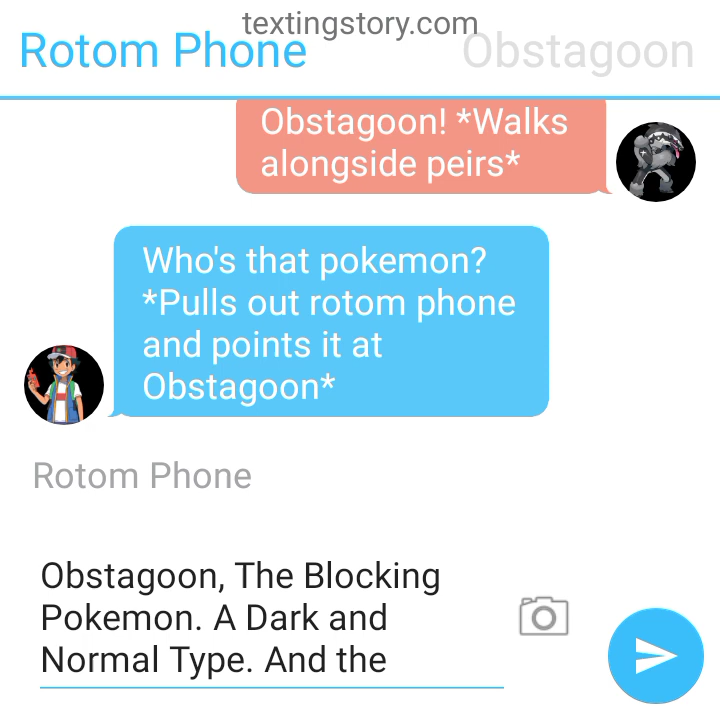 textingstory.com
Rotom Phone
Obstagoon
Obstagoon! *Walks
alongside peirs*
Who's that pokemon?
*Pulls out rotom phone
and points it at
Obstagoon*
Rotom Phone
Obstagoon, The Blocking
Pokemon. A Dark and
Normal Type. And the